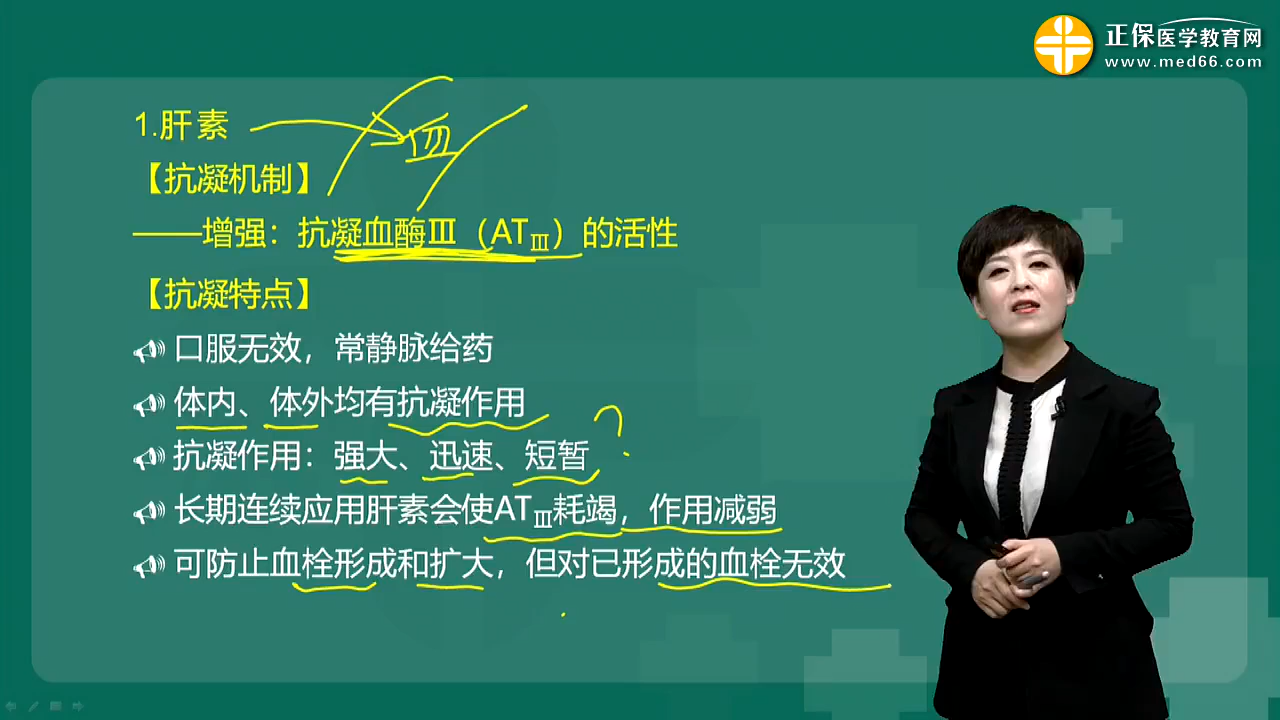 正保医学教育网
www.med66.com
1.肝素
血
【抗凝机制】
——增强：抗凝血酶Ⅲ（ATⅢ）的活性
【抗凝特点】
口服无效，常静脉给药
体内、体外均有抗凝作用
抗凝作用：强大、迅速、短暂
?
长期连续应用肝素会使ATⅢ耗竭，作用减弱
可防止血栓形成和扩大，但对已形成的血栓无效